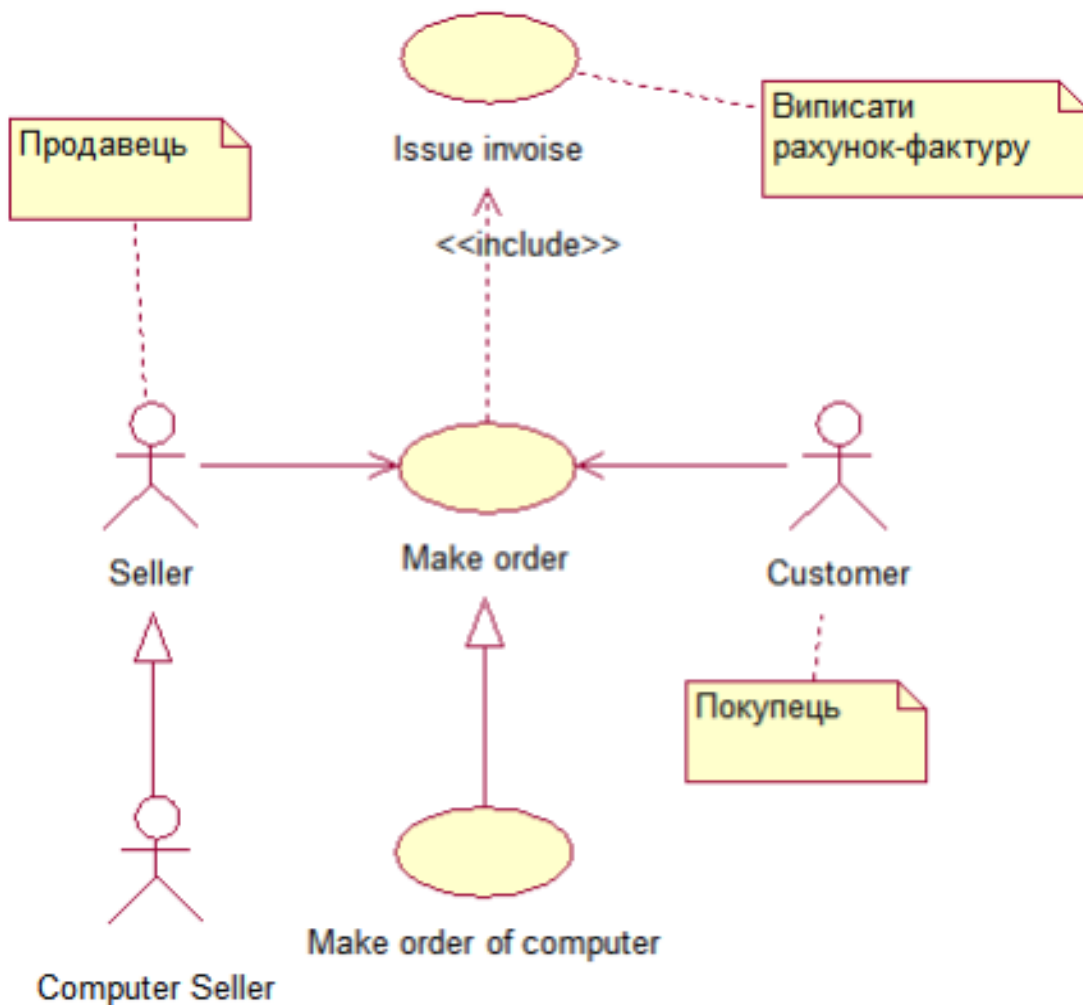 Виписати
рахунок-фактуру
Продавець
Issue invoise
<<include>>
Seller
Make order
Customer
Покупець
Make order of computer
Computer Seller